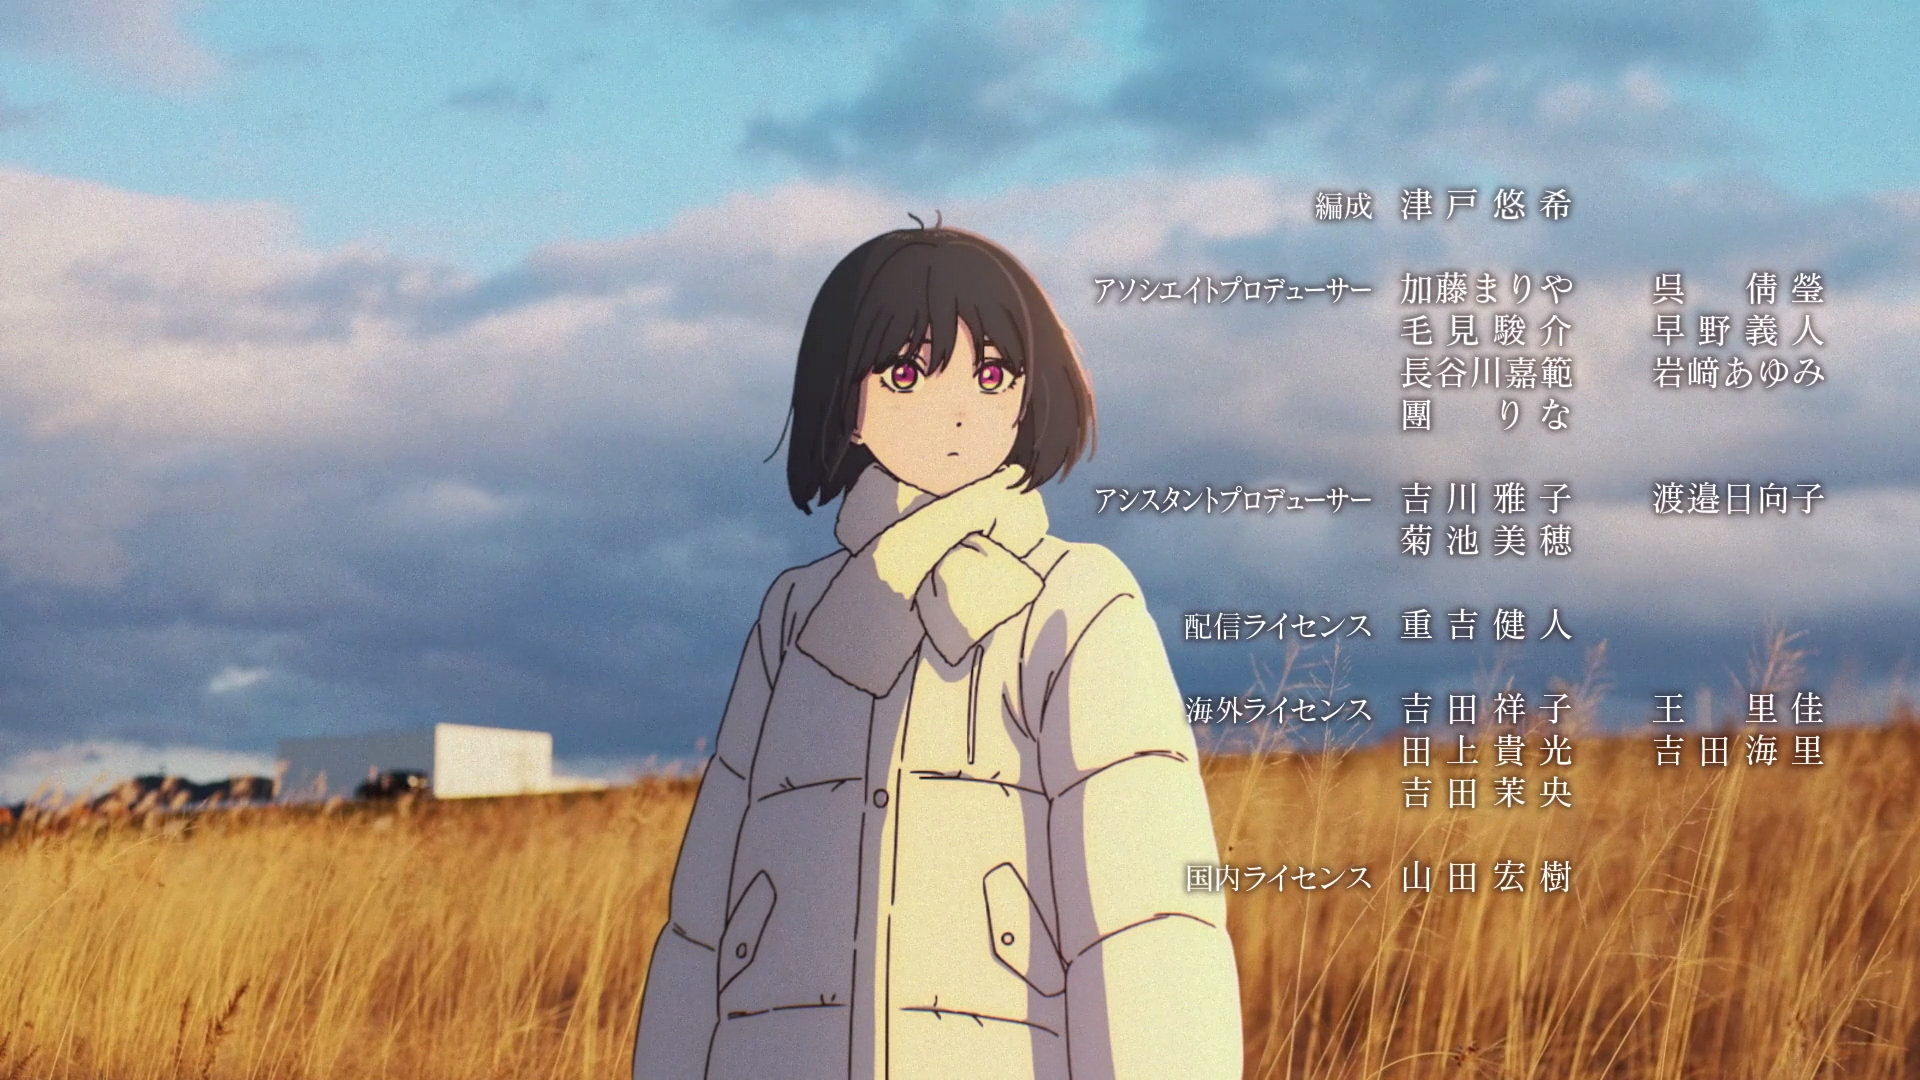 編成 津戸悠希
アソシエイトプロデューサー 加藤まりや 呉倩瑩
毛見駿介 早野義人
長谷川嘉範 岩﨑あゆみ
團りな
アシスタントプロデューサー 吉川雅子 渡邉日向子
菊池美穂
配信ライセンス 重吉健人
海外ライセンス 吉田祥子 王里佳
田上貴光 吉田海里
吉田茉央
国内ライセンス 山田宏樹